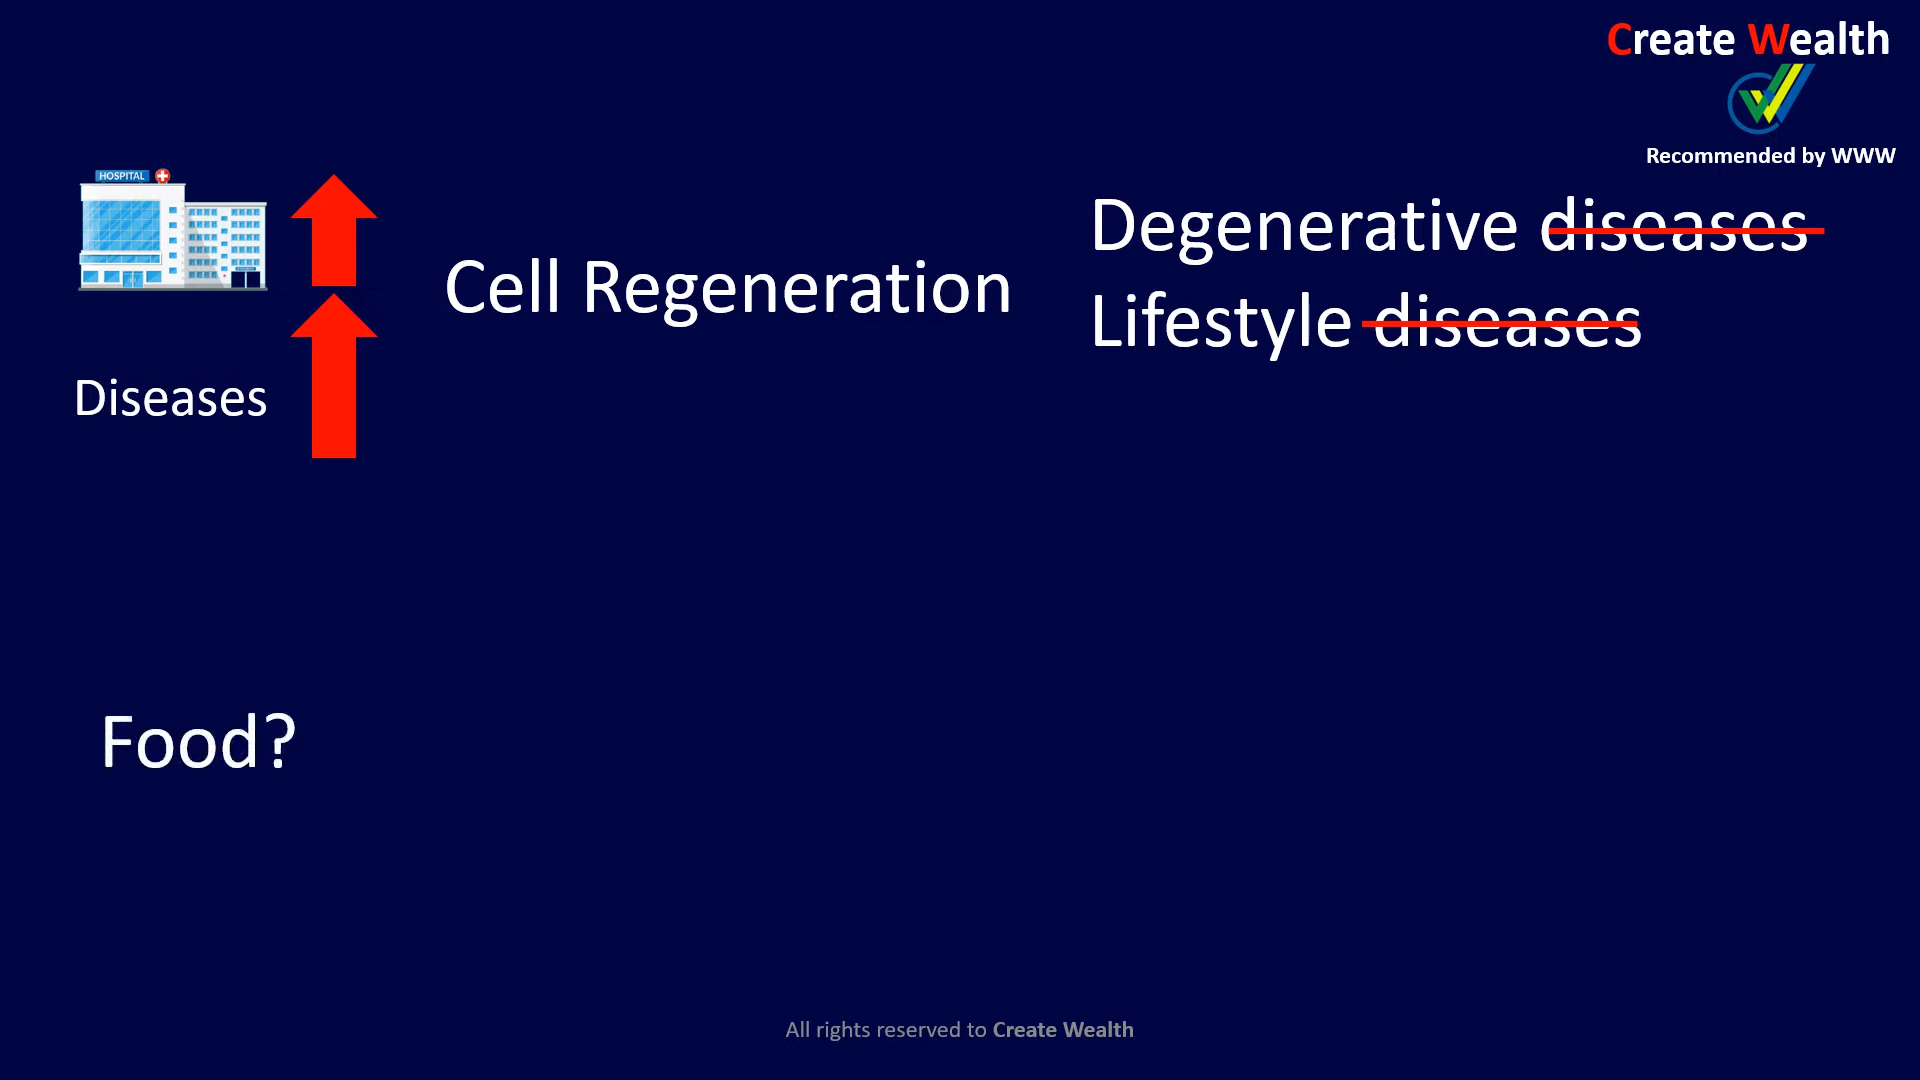 Create Wealth
Recommended by WWW
HOSPITAL
Degenerative diseases
Cell Regeneration
Lifestyle diseases
Diseases
Food?
All rights reserved to Create Wealth